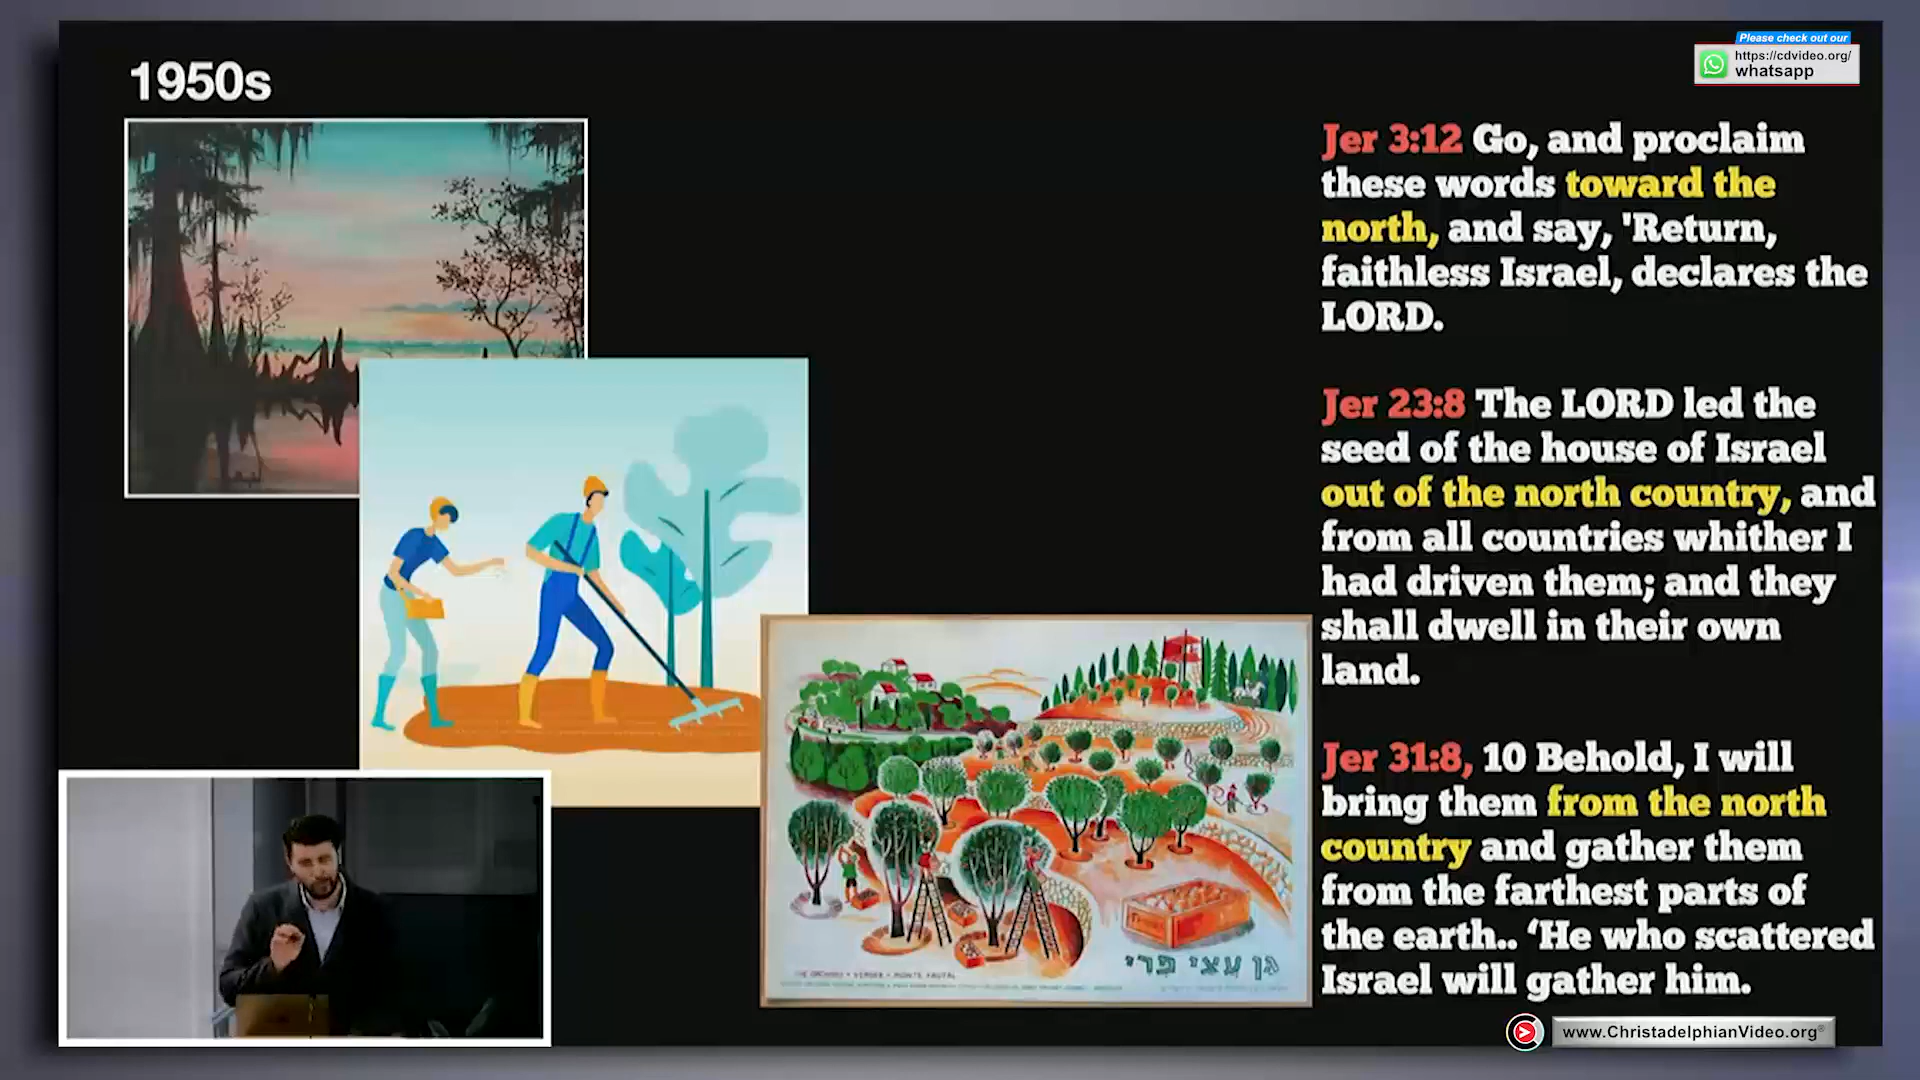 1950s
Please check out our
https://cdvideo.org/
whatsapp
Jer 3:12 Go, and proclaim
these words toward the
north, and say, 'Return,
faithless Israel, declares the
LORD.
Jer 23:8 The LORD led the
seed of the house of Israel
out of the north country, and
from all countries whither I
had driven them; and they
shall dwell in their own
land.
Jer 31:8, 10 Behold, I will
bring them from the north
country and gather them
from the farthest parts of
the earth.. ‘He who scattered
Israel will gather him.
גן עצי פרי
www.ChristadelphianVideo.org®